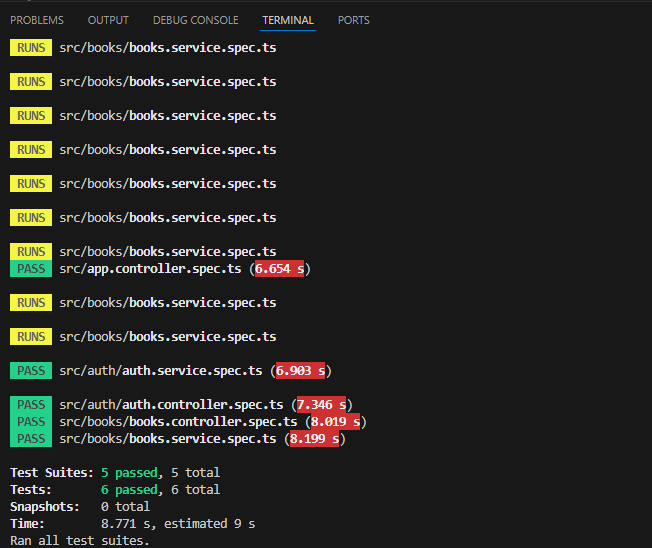 PROBLEMS OUTPUT DEBUG CONSOLE TERMINAL PORTS
RUNS src/books/books.service.spec.ts
RUNS src/books/books.service.spec.ts
RUNS src/books/books.service.spec.ts
RUNS src/books/books.service.spec.ts
RUNS src/books/books.service.spec.ts
RUNS src/books/books.service.spec.ts
RUNS src/books/books.service.spec.ts
PASS src/app.controller.spec.ts (6.654 s)
RUNS src/books/books.service.spec.ts
RUNS src/books/books.service.spec.ts
PASS src/auth/auth.service.spec.ts (6.903 s)
PASS src/auth/auth.controller.spec.ts (7.346 s)
PASS src/books/books.controller.spec.ts (8.019 s)
PASS src/books/books.service.spec.ts (8.199 s)
Test Suites: 5 passed, 5 total
Tests: 6 passed, 6 total
Snapshots: 0 total
Time: 8.771 s, estimated 9 s
Ran all test suites.